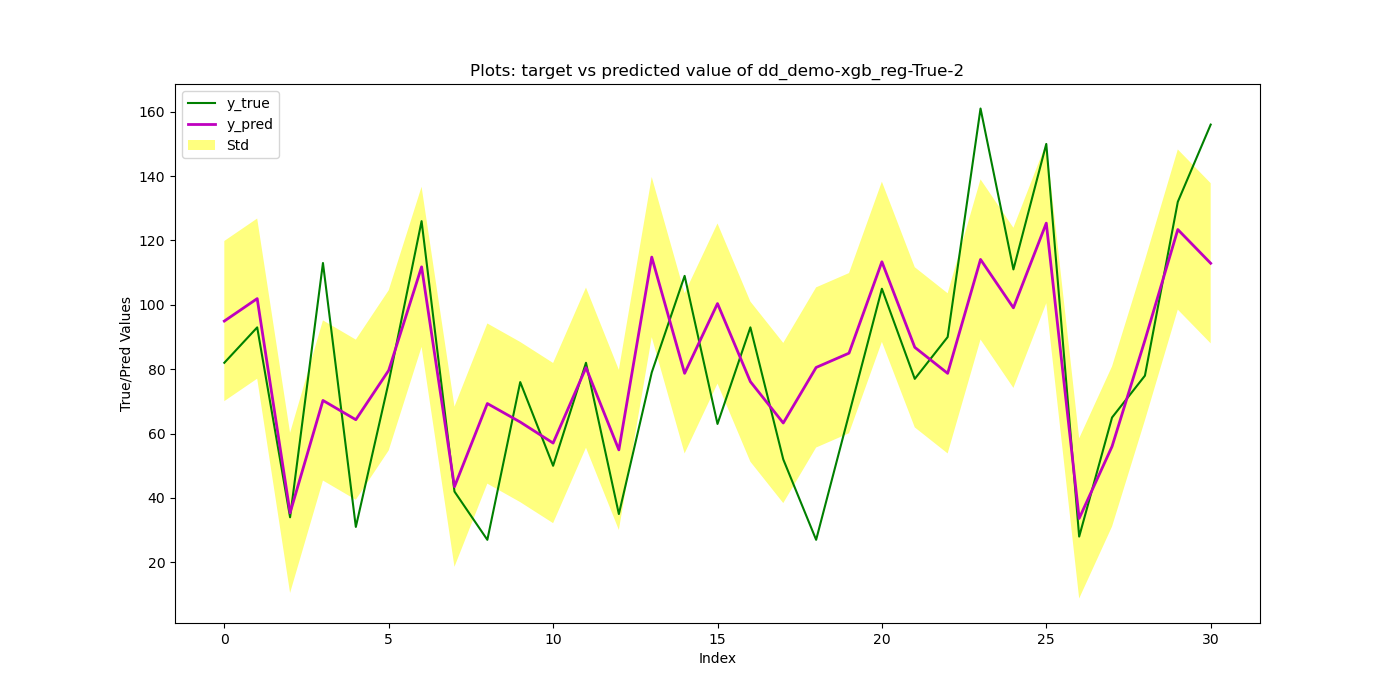 Plots: target vs predicted value of dd_demo-xgb_reg-True-2
y_true
y_pred
Std
True/Pred Values
160
140
120
100
80
60
40
20
0 5 10 15 20 25 30
Index